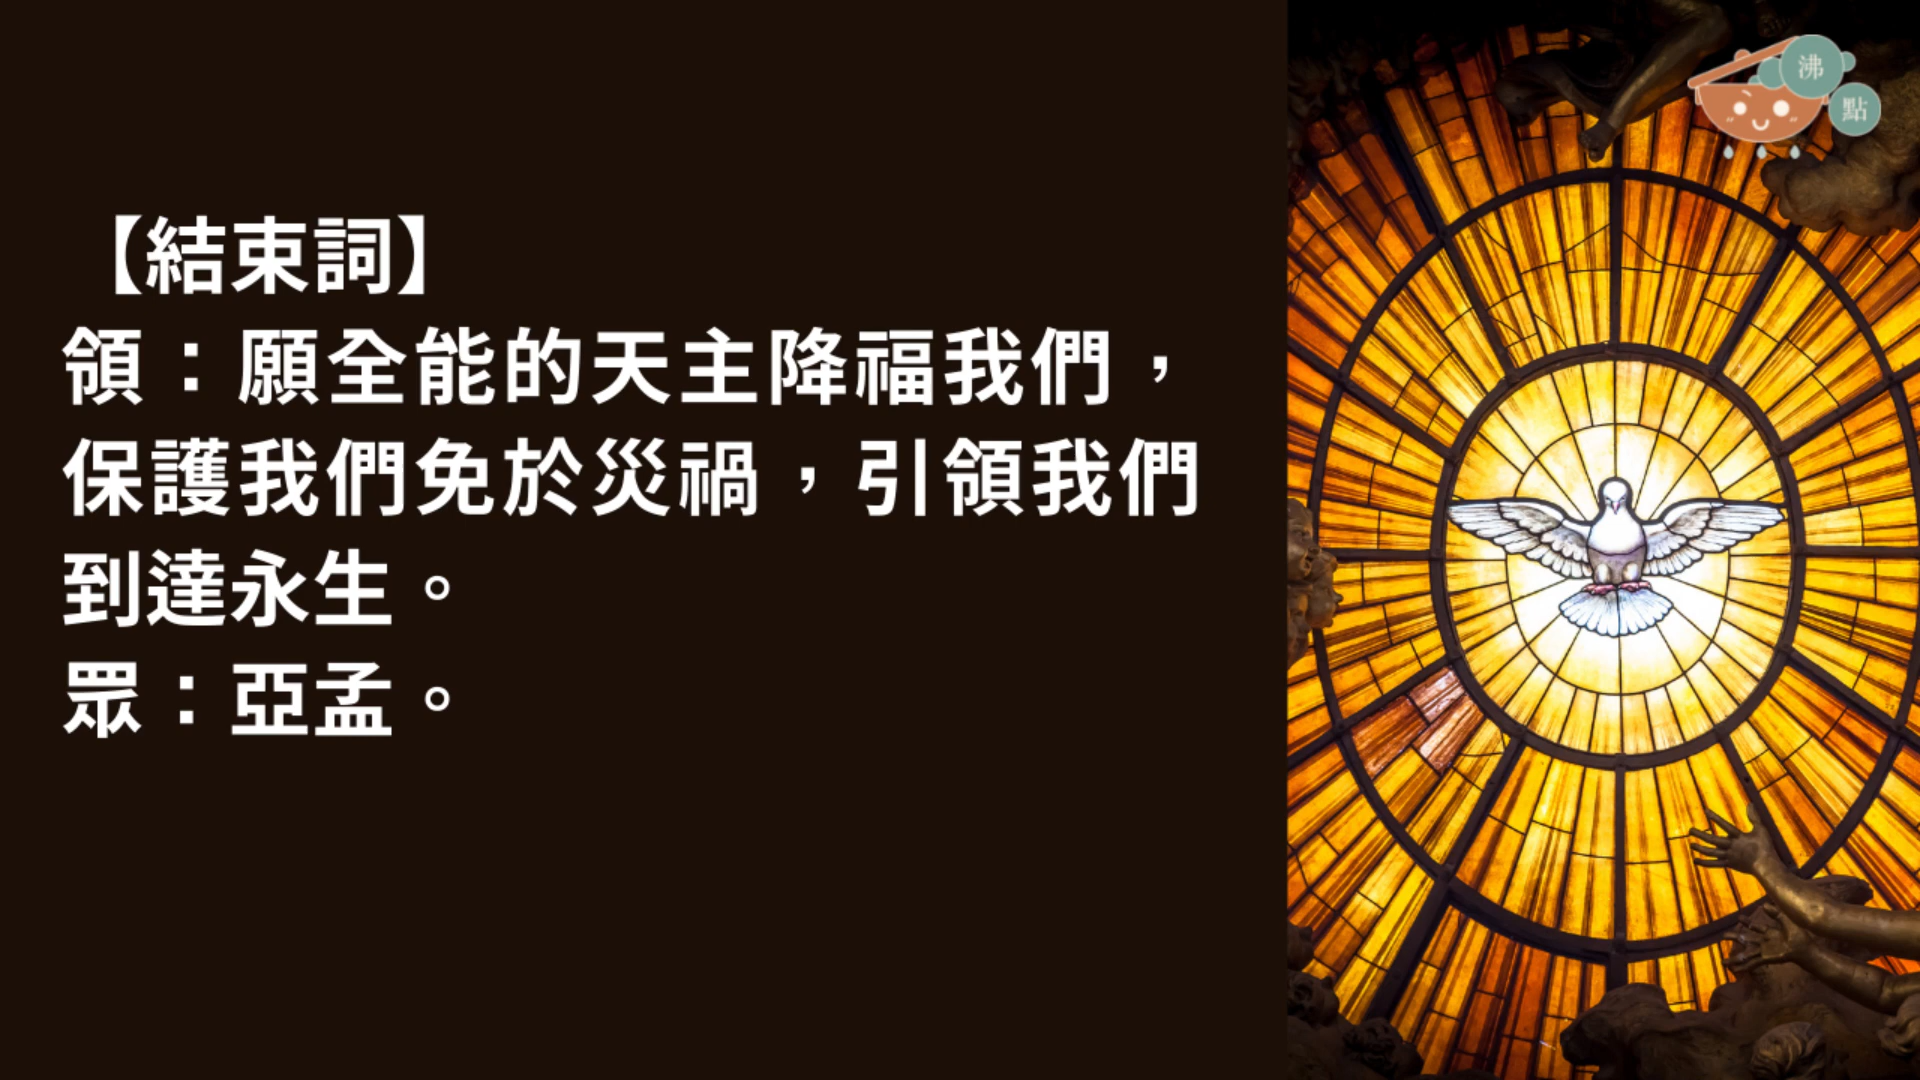 【結束詞】
領：願全能的天主降福我們，
保護我們免於災禍，引領我們
到達永生。
眾：亞孟。
沸
點